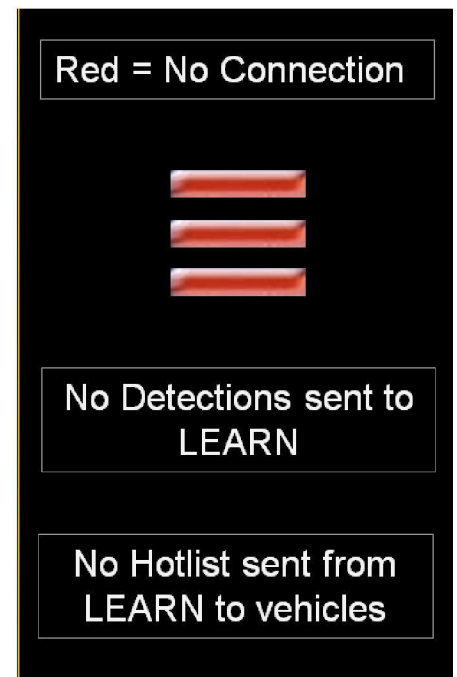 Red = No Connection
No Detections sent to
LEARN
No Hotlist sent from
LEARN to vehicles